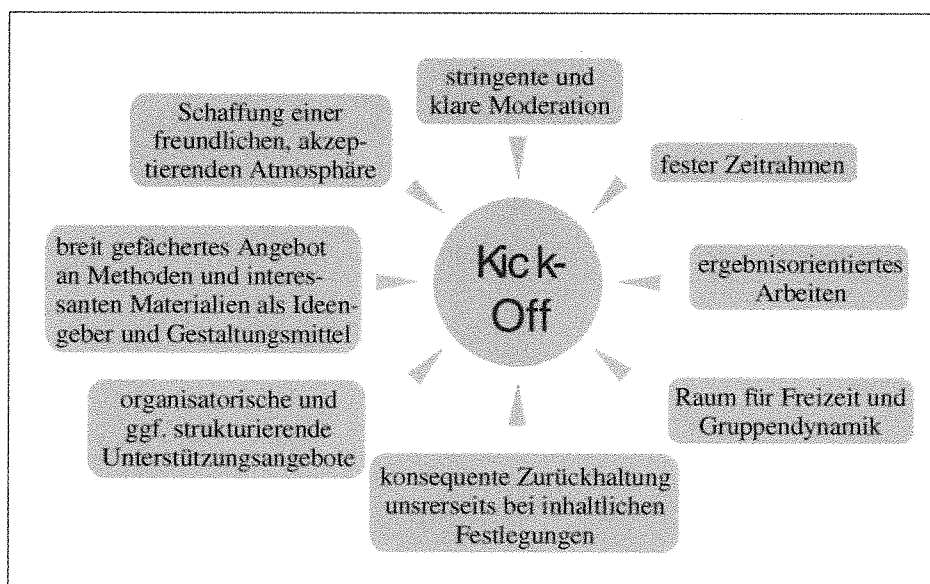 stringente und
klare Moderation
Schaffung einer
freundlichen, akzep-
tierenden Atmosphäre
fester Zeitrahmen
breit gefächertes Angebot
an Methoden und interes-
santen Materialien als Ideen-
geber und Gestaltungsmittel
Kick-
Off
ergebnisorientiertes
Arbeiten
organisatorische und
ggf. strukturierende
Unterstützungsangebote
Raum für Freizeit und
Gruppendynamik
konsequente Zurückhaltung
unsrerseits bei inhaltlichen
Festlegungen